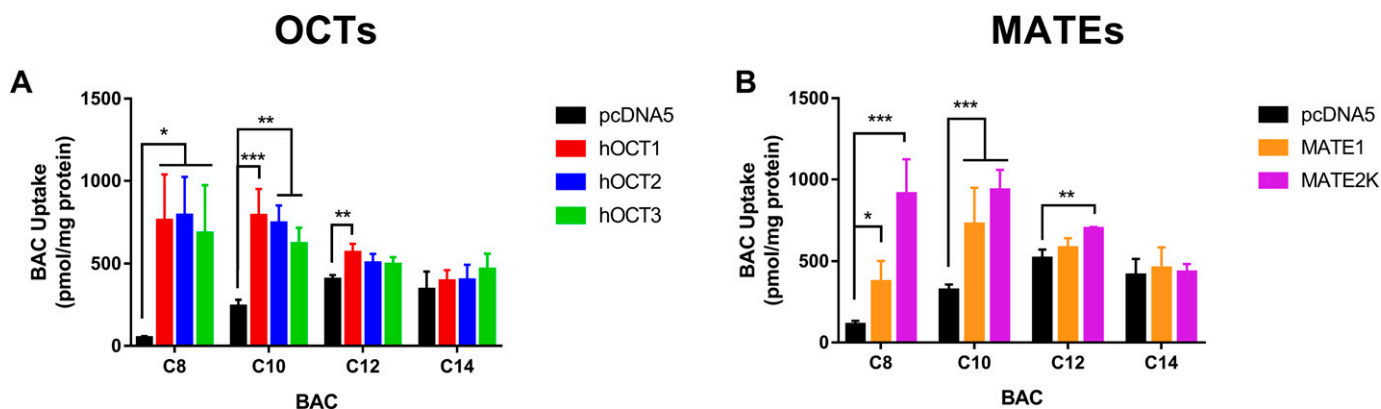 OCTs
MATEs
A
BAC Uptake
(pmol/mg protein)
1500
1000
500
0
*
**
***
**
C8
C10
C12
C14
BAC
pcDNA5
hOCT1
hOCT2
hOCT3
B
BAC Uptake
(pmol/mg protein)
1500
1000
500
0
***
*
***
**
C8
C10
C12
C14
BAC
pcDNA5
MATE1
MATE2K